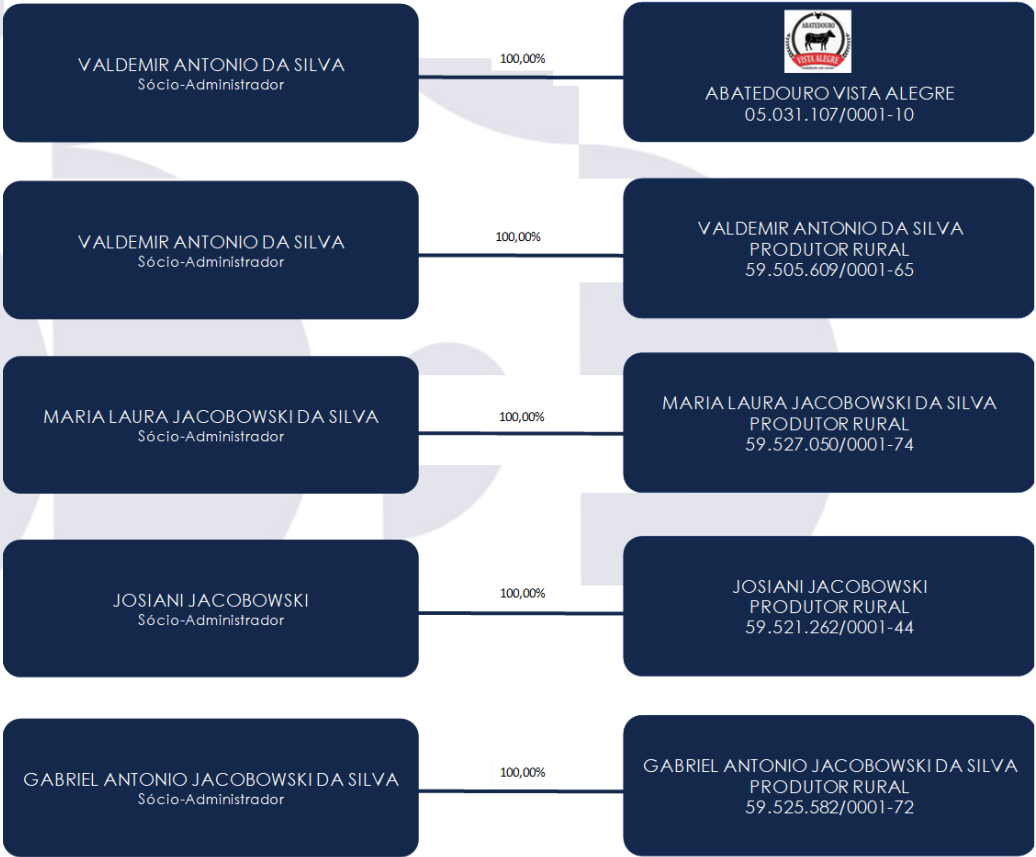 VALDEMIR ANTONIO DA SILVA
Sócio-Administrador
100,00%
ABATEDOURO
VISTA ALEGRE
ABATEDOURO VISTA ALEGRE
05.031.107/0001-10
VALDEMIR ANTONIO DA SILVA
Sócio-Administrador
100,00%
VALDEMIR ANTONIO DA SILVA
PRODUTOR RURAL
59.505.609/0001-65
MARIA LAURA JACOBOWSKI DA SILVA
Sócio-Administrador
100,00%
MARIA LAURA JACOBOWSKI DA SILVA
PRODUTOR RURAL
59.527.050/0001-74
JOSIANI JACOBOWSKI
Sócio-Administrador
100,00%
JOSIANI JACOBOWSKI
PRODUTOR RURAL
59.521.262/0001-44
GABRIEL ANTONIO JACOBOWSKI DA SILVA
Sócio-Administrador
100,00%
GABRIEL ANTONIO JACOBOWSKI DA SILVA
PRODUTOR RURAL
59.525.582/0001-72